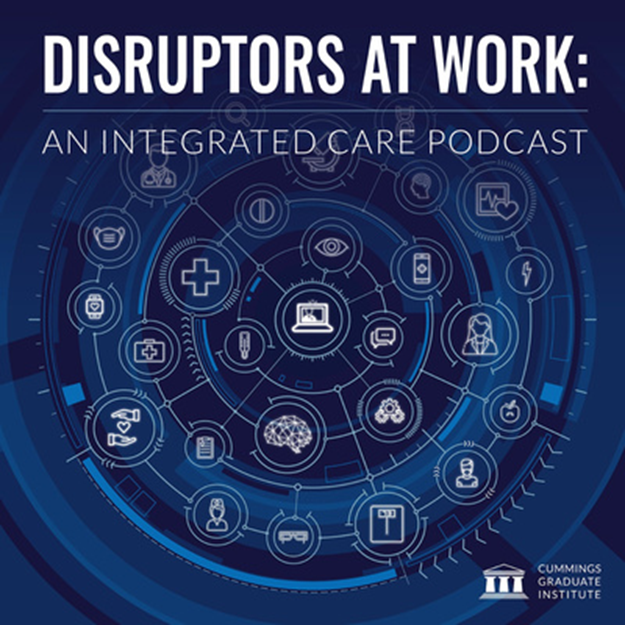 DISRUPTORS AT WORK:
AN INTEGRATED CARE PODCAST
CUMMINGS
GRADUATE
INSTITUTE